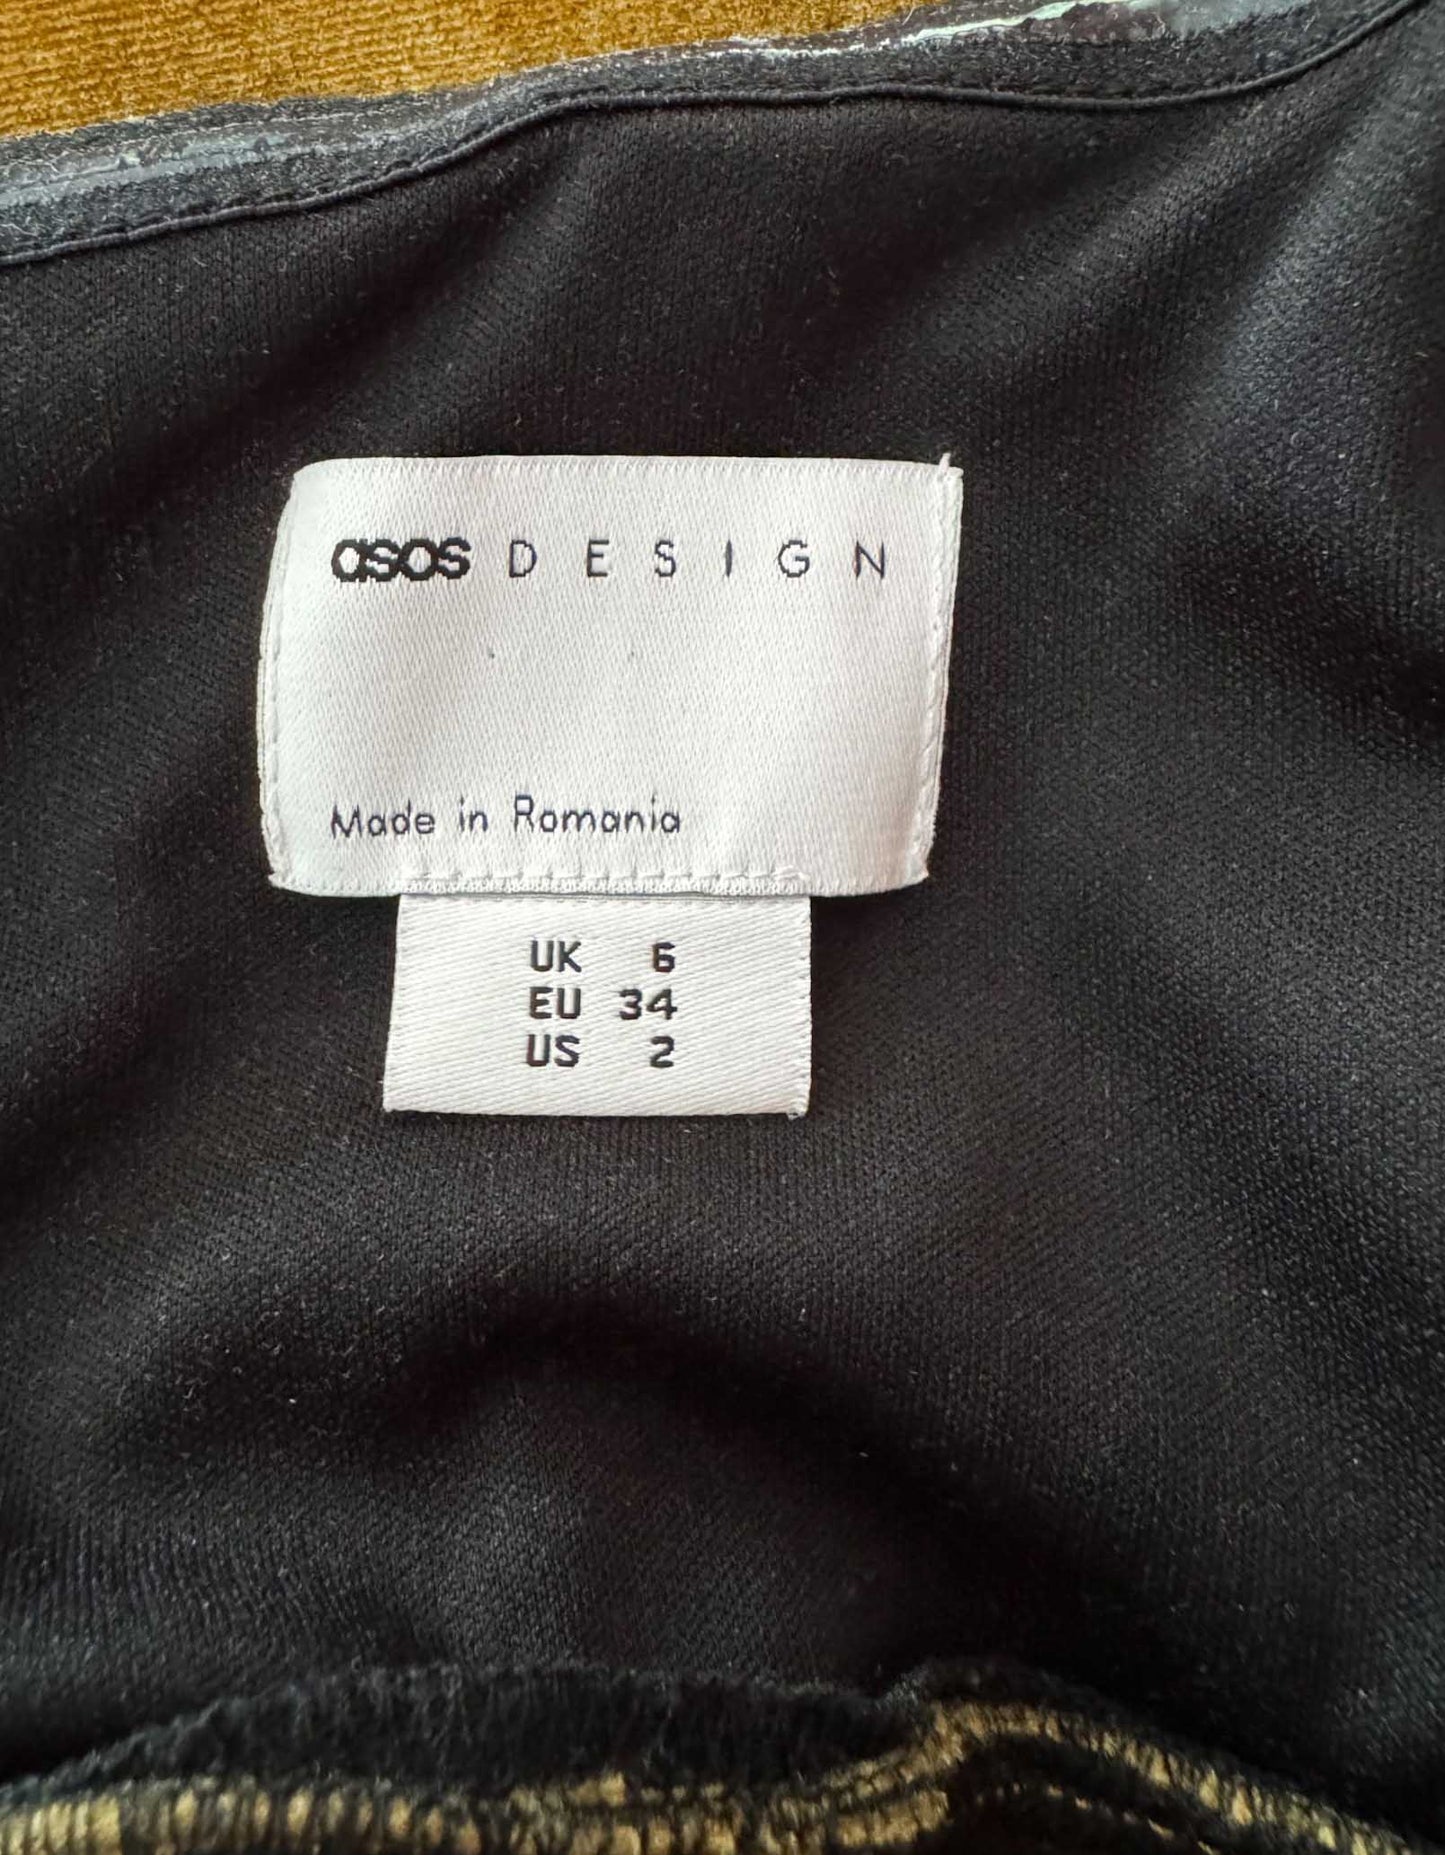 asos DESIGN
Made in Romania
UK 6
EU 34
US 2